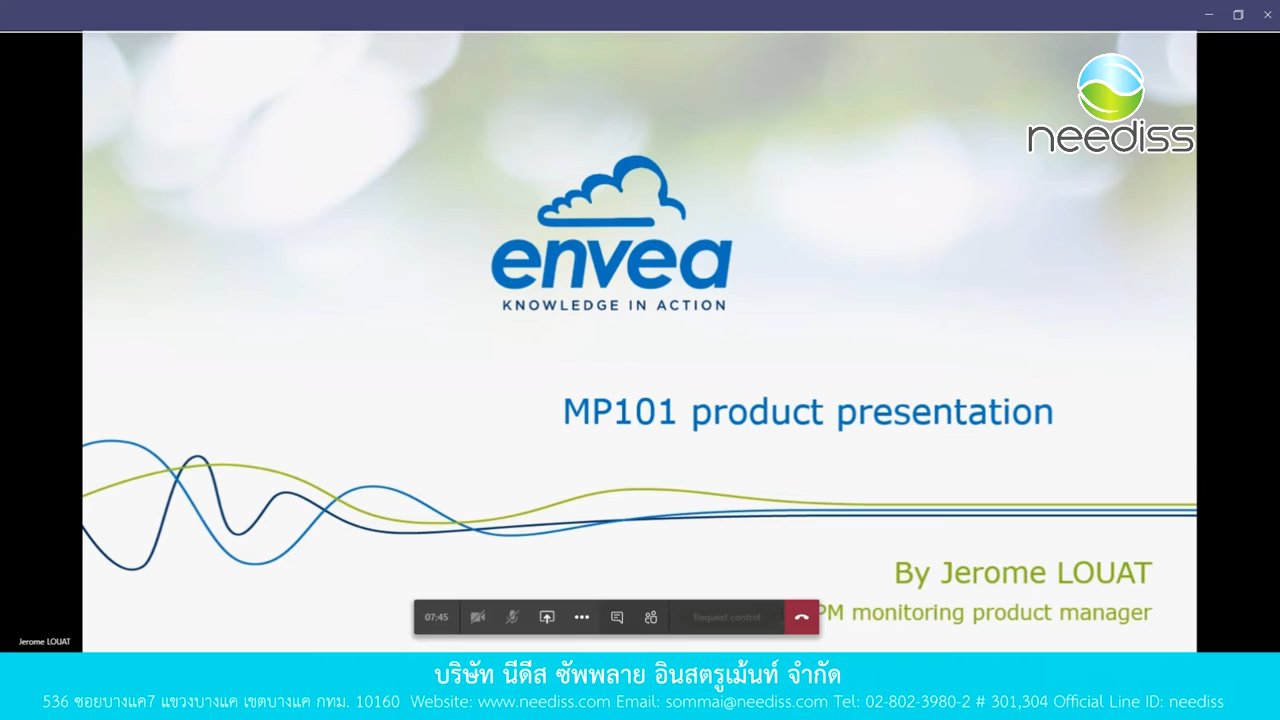 neediss
envea
KNOWLEDGE IN ACTION
MP101 product presentation
By Jerome LOUAT
PM monitoring product manager
07:45
Request control
Jerome LOUAT
บริษัท นีดีส ซัพพลาย อินสตรูเม้นท์ จำกัด
536 ซอยบางแค7 แขวงบางแค เขตบางแค กทม. 10160 Website: www.neediss.com Email: sommai@neediss.com Tel: 02-802-3980-2 # 301,304 Official Line ID: neediss